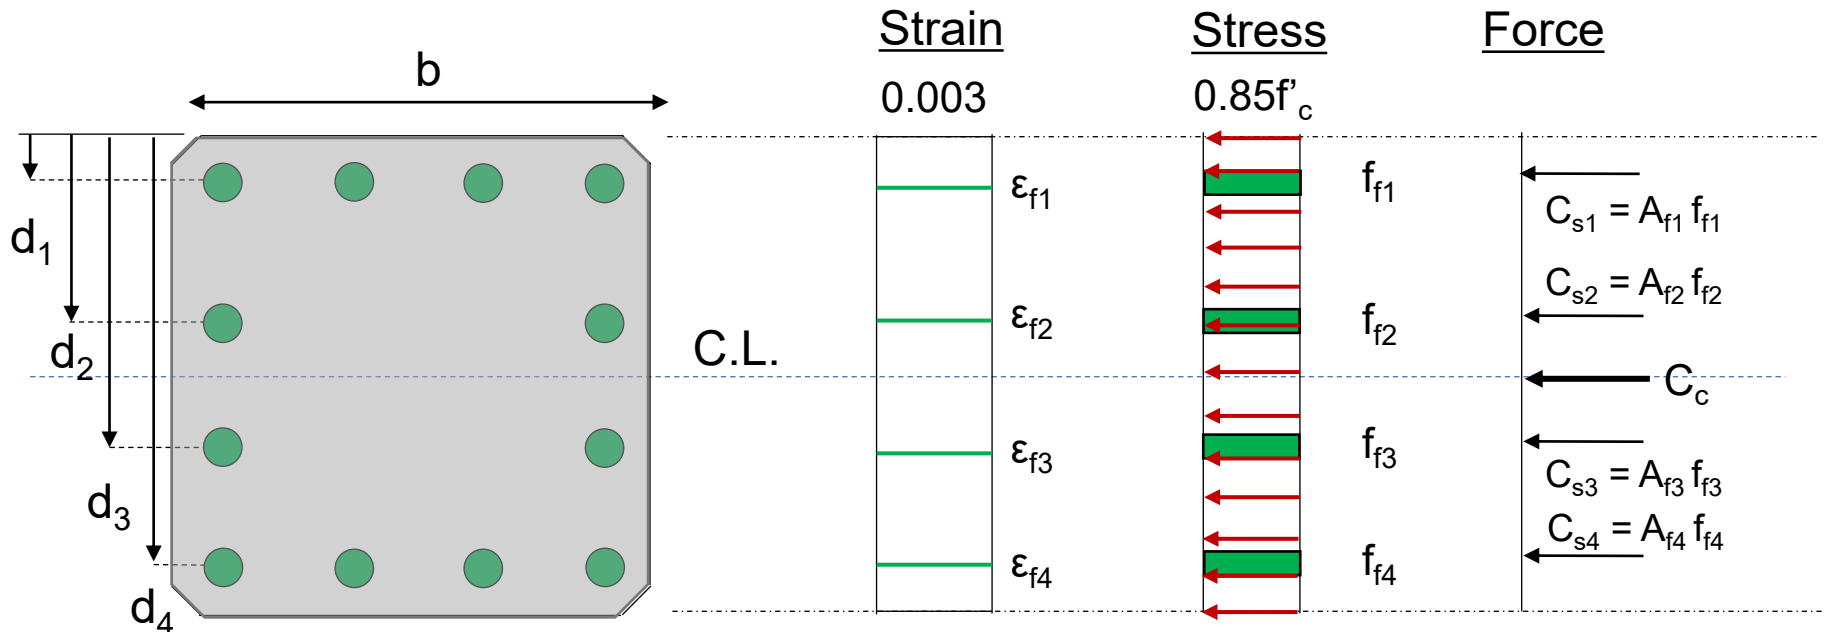 Strain
Stress
Force
b
0.003
0.85f’c
d1
εf1
ff1
Cs1 = Af1 ff1
d2
εf2
ff2
Cs2 = Af2 ff2
C.L.
Cc
d3
εf3
ff3
Cs3 = Af3 ff3
d4
εf4
ff4
Cs4 = Af4 ff4